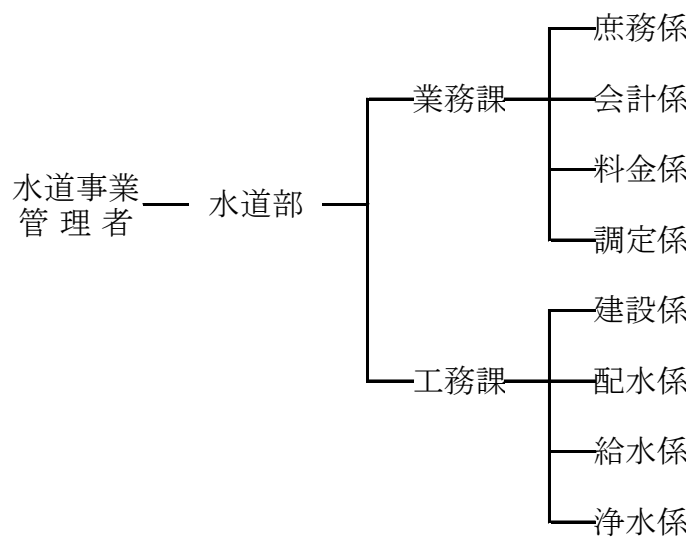 水道事業
管理者
水道部
業務課
庶務係
会計係
料金係
調定係
工務課
建設係
配水係
給水係
浄水係